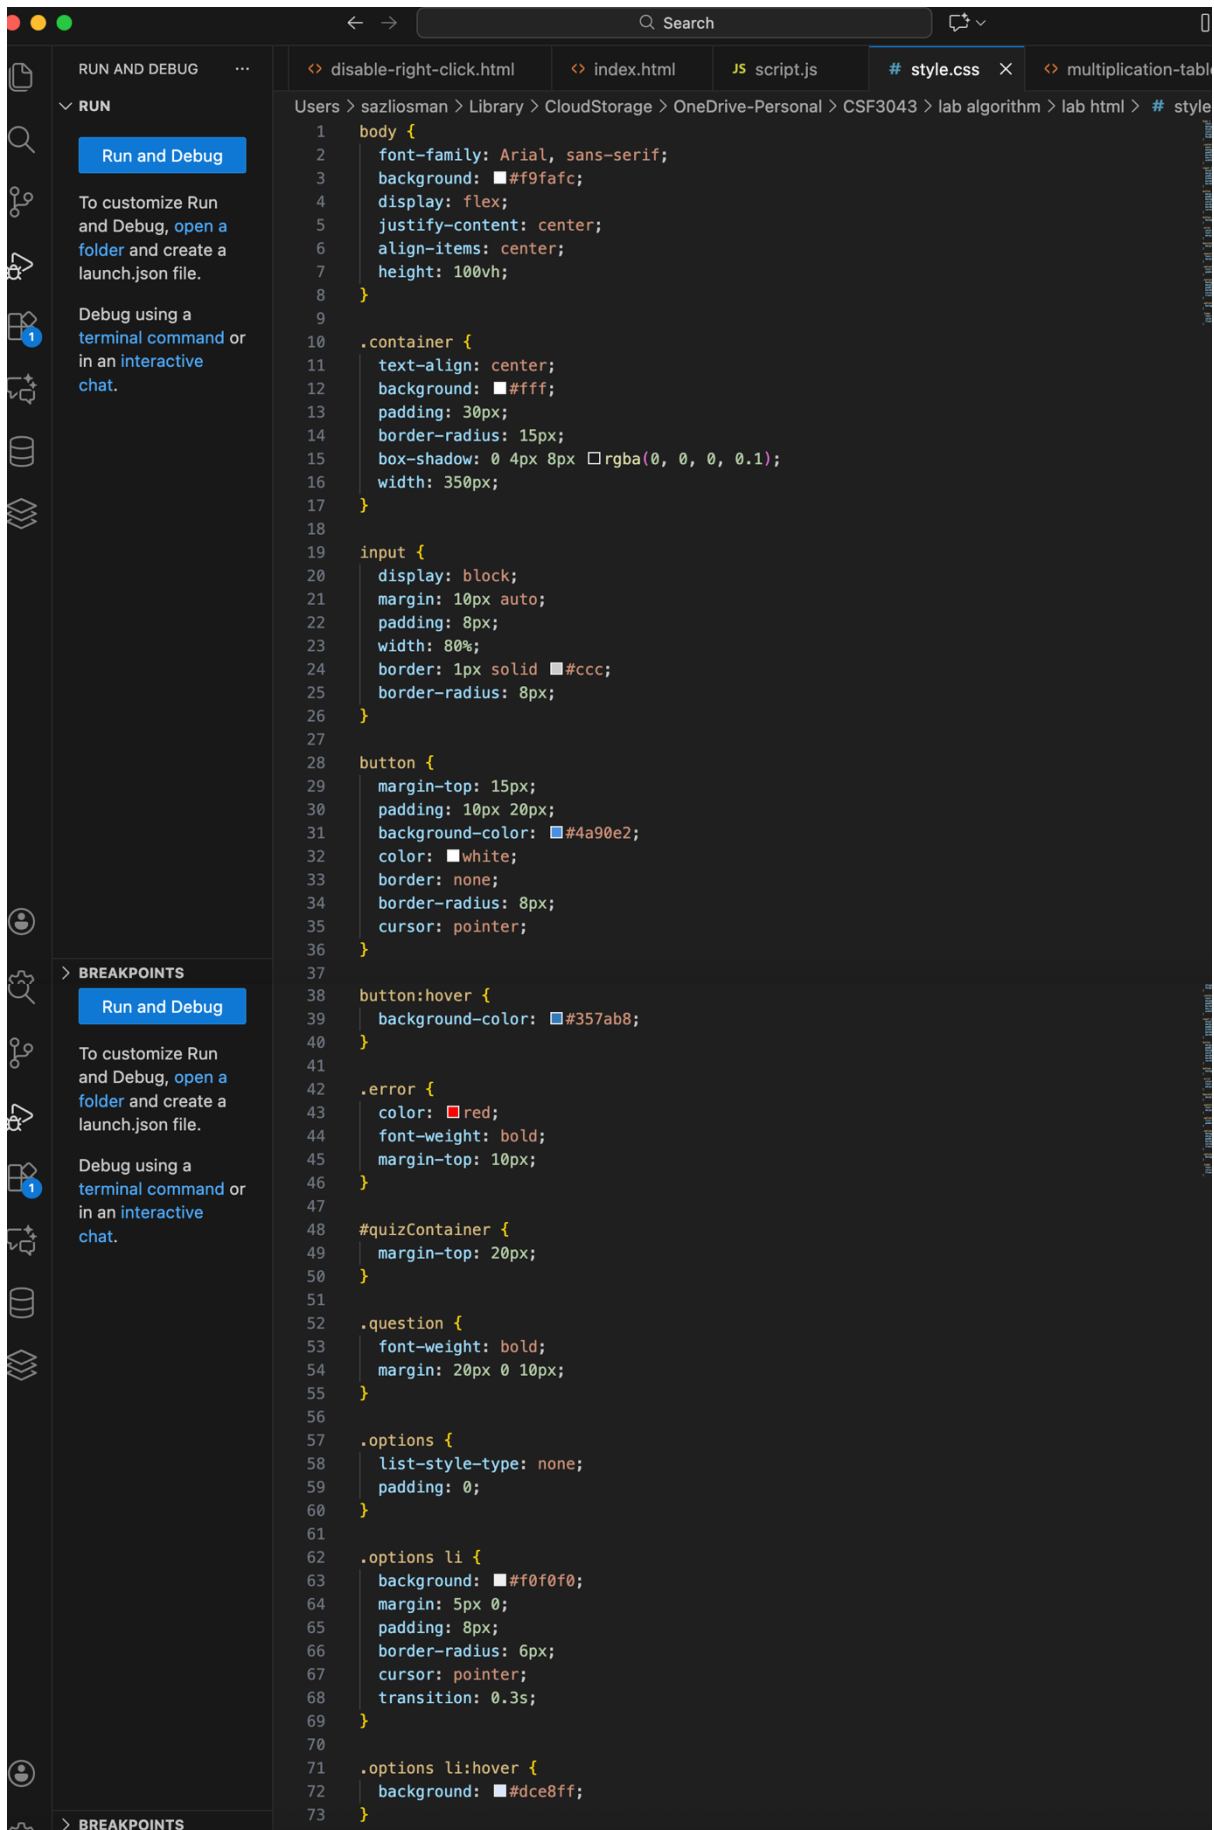 Search
RUN AND DEBUG ...
disable-right-click.html
index.html
JS script.js
# style.css
multiplication-table
RUN
Users > sazliosman > Library > CloudStorage > OneDrive-Personal > CSF3043 > lab algorithm > lab html > # style
Run and Debug
To customize Run
and Debug, open a
folder and create a
launch.json file.
Debug using a
terminal command or
in an interactive
chat.
1
1 body {
2 font-family: Arial, sans-serif;
3 background: #f9fafc;
4 display: flex;
5 justify-content: center;
6 align-items: center;
7 height: 100vh;
8 }
9
10 .container {
11 text-align: center;
12 background: #fff;
13 padding: 30px;
14 border-radius: 15px;
15 box-shadow: 0 4px 8px rgba(0, 0, 0, 0.1);
16 width: 350px;
17 }
18
19 input {
20 display: block;
21 margin: 10px auto;
22 padding: 8px;
23 width: 80%;
24 border: 1px solid #ccc;
25 border-radius: 8px;
26 }
27
28 button {
29 margin-top: 15px;
30 padding: 10px 20px;
31 background-color: #4a90e2;
32 color: white;
33 border: none;
34 border-radius: 8px;
35 cursor: pointer;
36 }
37
BREAKPOINTS
Run and Debug
To customize Run
and Debug, open a
folder and create a
launch.json file.
Debug using a
terminal command or
in an interactive
chat.
1
38 button:hover {
39 background-color: #357ab8;
40 }
41
42 .error {
43 color: red;
44 font-weight: bold;
45 margin-top: 10px;
46 }
47
48 #quizContainer {
49 margin-top: 20px;
50 }
51
52 .question {
53 font-weight: bold;
54 margin: 20px 0 10px;
55 }
56
57 .options {
58 list-style-type: none;
59 padding: 0;
60 }
61
62 .options li {
63 background: #f0f0f0;
64 margin: 5px 0;
65 padding: 8px;
66 border-radius: 6px;
67 cursor: pointer;
68 transition: 0.3s;
69 }
70
71 .options li:hover {
72 background: #dce8ff;
73 }
BREAKPOINTS